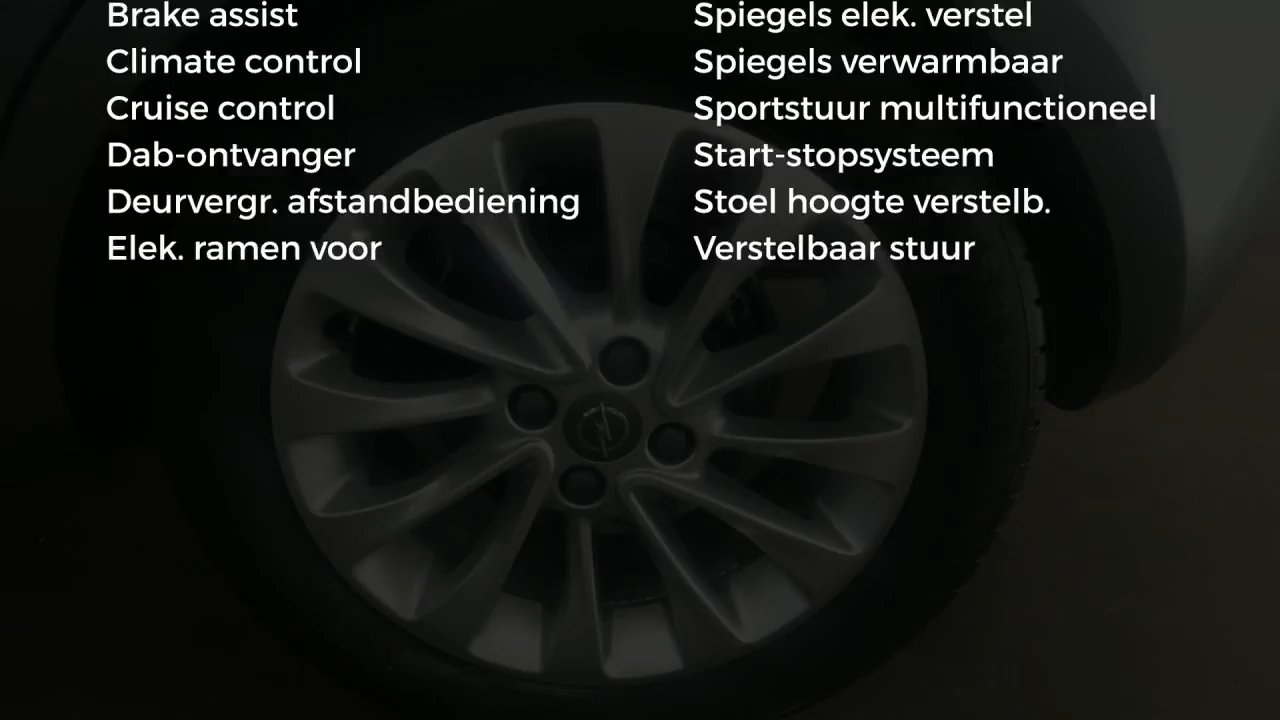 Brake assist
Climate control
Cruise control
Dab-ontvanger
Deurvergr. afstandbediening
Elek. ramen voor
Spiegels elek. verstel
Spiegels verwarmbaar
Sportstuur multifunctioneel
Start-stopsysteem
Stoel hoogte verstelb.
Verstelbaar stuur